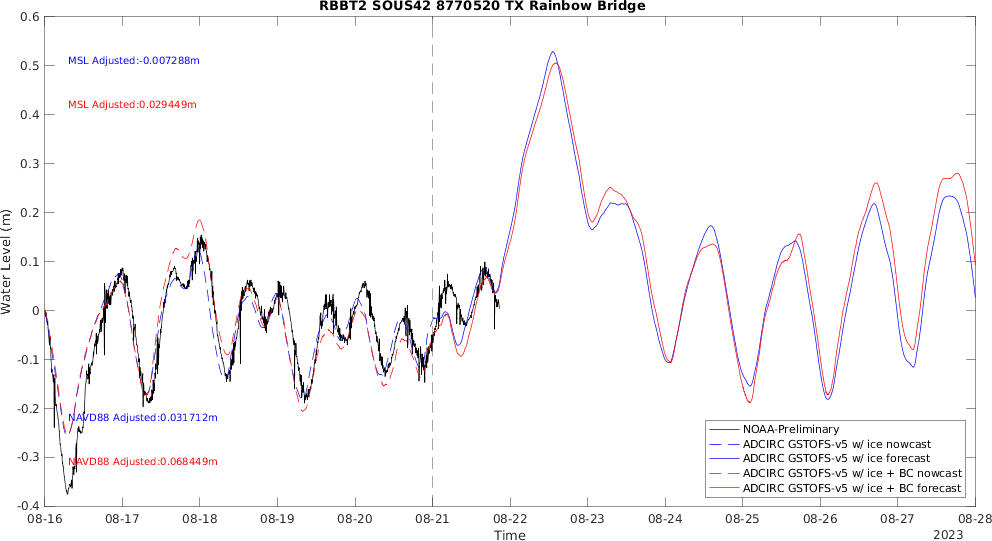 RBBT2 SOUS42 8770520 TX Rainbow Bridge
0.6
0.5
0.4
0.3
0.2
0.1
0
-0.1
-0.2
-0.3
-0.4
Water Level (m)
MSL Adjusted:-0.007288m
MSL Adjusted:0.029449m
NAVD88 Adjusted:0.031712m
NAVD88 Adjusted:0.068449m
NOAA-Preliminary
ADCIRC GSTOFS-v5 w/ ice nowcast
ADCIRC GSTOFS-v5 w/ ice forecast
ADCIRC GSTOFS-v5 w/ ice + BC nowcast
ADCIRC GSTOFS-v5 w/ ice + BC forecast
08-16 08-17 08-18 08-19 08-20 08-21 08-22 08-23 08-24 08-25 08-26 08-27 08-28
Time
2023